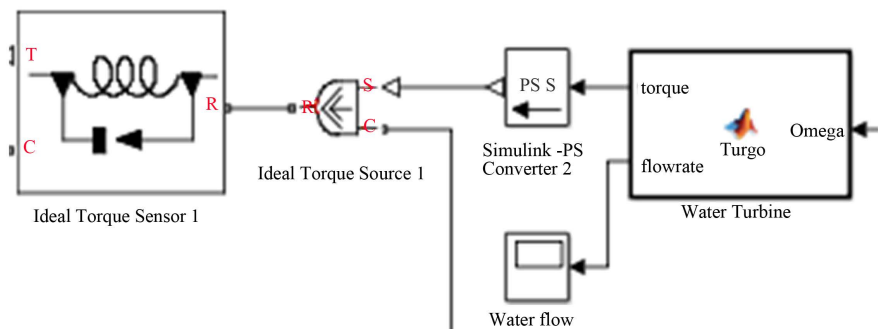 T
C
R
Ideal Torque Sensor 1
R
S
C
Ideal Torque Source 1
PS S
Simulink -PS
Converter 2
torque
flowrate
Turgo
Omega
Water Turbine
Water flow